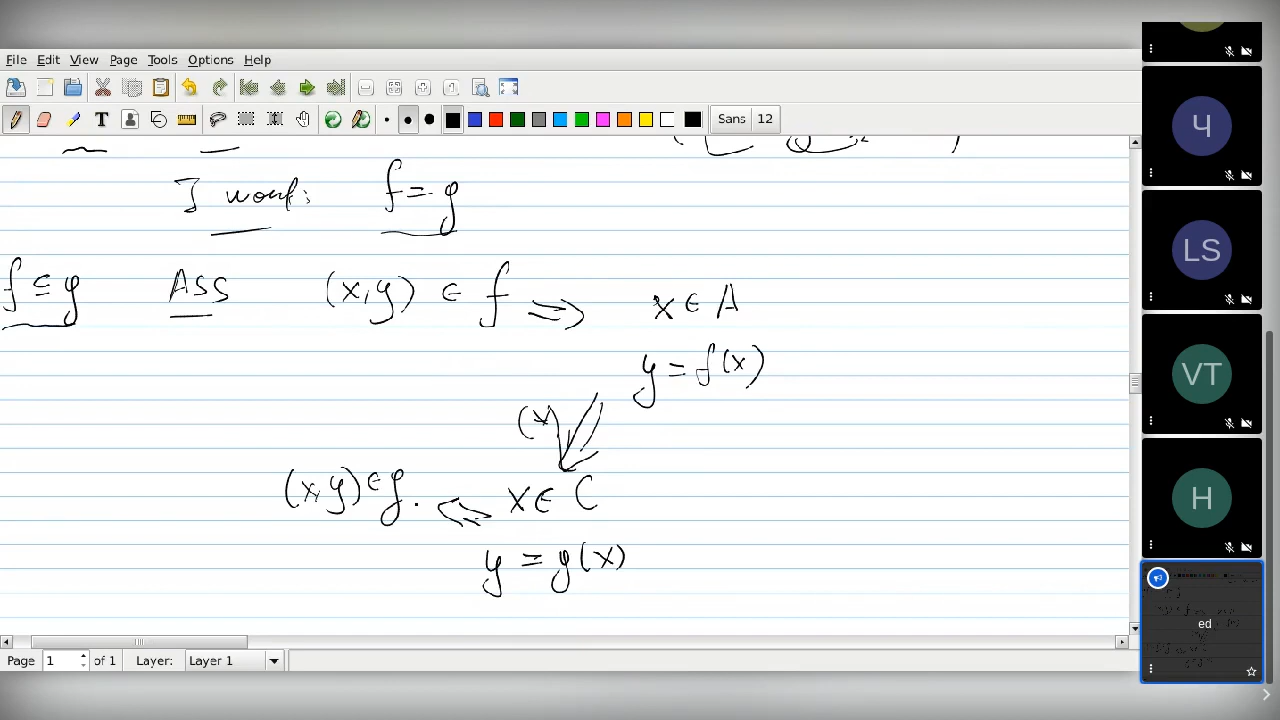 File Edit View Page Tools Options Help
Sans 12
I want: f = g
f ⊆ g ASS (x,y) ∈ f ⇒ x ∈ A
y = f(x)
(x)
(x,y) ∈ g. ⇐ x ∈ C
y = g(x)
Page 1 of 1 Layer: Layer 1
Ч
LS
VT
H
ed